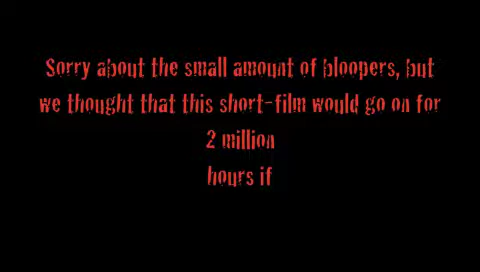 Sorry about the small amount of bloopers, but
we thought that this short-film would go on for
2 million
hours if